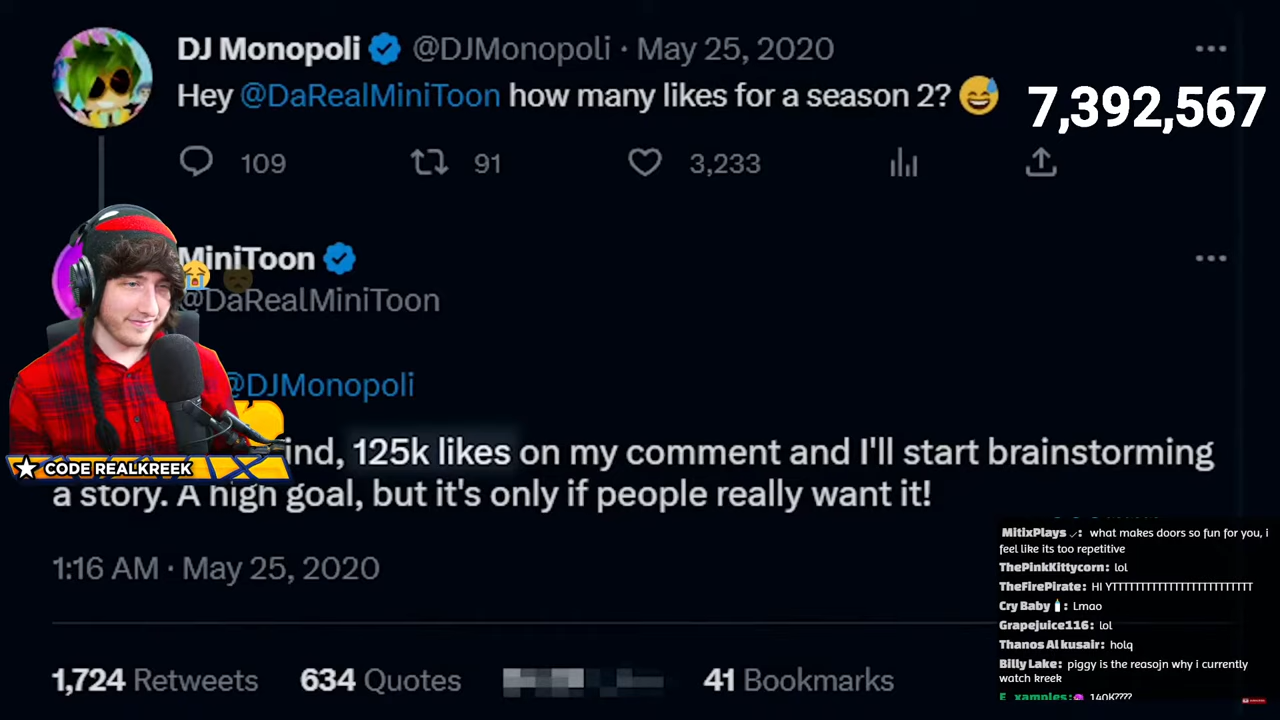 DJ Monopoli @DJMonopoli · May 25, 2020
Hey @DaRealMiniToon how many likes for a season 2? 😅
7,392,567
109 91 3,233
MiniToon
@DaRealMiniToon
@DJMonopoli
ind, 125k likes on my comment and I'll start brainstorming
CODE REALKREEK
a story. A high goal, but it's only if people really want it!
1:16 AM · May 25, 2020
1,724 Retweets 634 Quotes 41 Bookmarks
MitixPlays : what makes doors so fun for you, i
feel like its too repetitive
ThePinkKittycorn: lol
TheFirePirate: HI YTTTTTTTTTTTTTTTTTTTTTTTT
Cry Baby🍼: Lmao
Grapejuice116: lol
Thanos Al kusair: holq
Billy Lake: piggy is the reasojn why i currently
watch kreek
E_xamples: 140K????